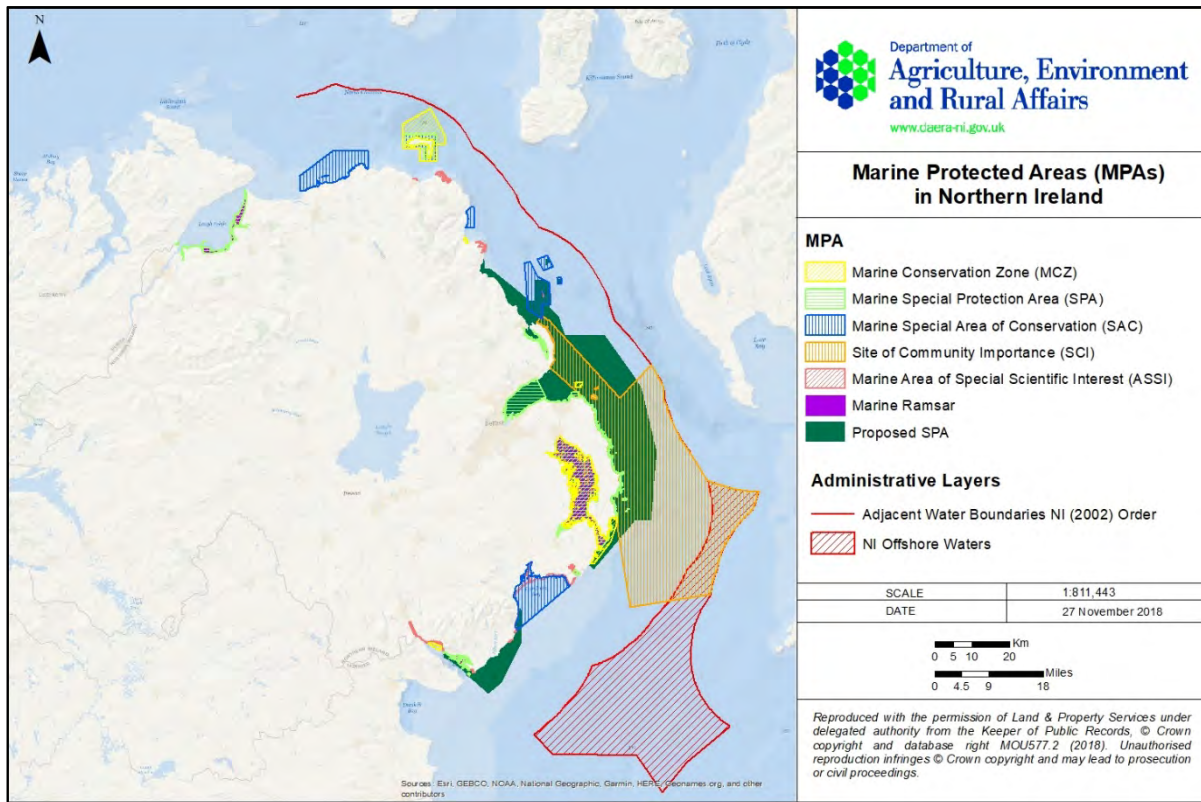 N
Department of
Agriculture, Environment
and Rural Affairs
www.daera-ni.gov.uk
Marine Protected Areas (MPAs)
in Northern Ireland
MPA
Marine Conservation Zone (MCZ)
Marine Special Protection Area (SPA)
Marine Special Area of Conservation (SAC)
Site of Community Importance (SCI)
Marine Area of Special Scientific Interest (ASSI)
Marine Ramsar
Proposed SPA
Administrative Layers
Adjacent Water Boundaries NI (2002) Order
NI Offshore Waters
SCALE 1:811,443
DATE 27 November 2018
Km
0 5 10 20
Miles
0 4.5 9 18
Reproduced with the permission of Land & Property Services under
delegated authority from the Keeper of Public Records, © Crown
copyright and database right MOU577.2 (2018). Unauthorised
reproduction infringes © Crown copyright and may lead to prosecution
or civil proceedings.
Sources: Esri, GEBCO, NOAA, National Geographic, Garmin, HERE, Geonames.org, and other
contributors